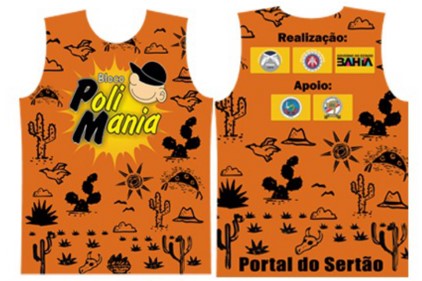 Bloco
Poli
Mania
Realização:
BAHIA
Apoio:
Portal do Sertão